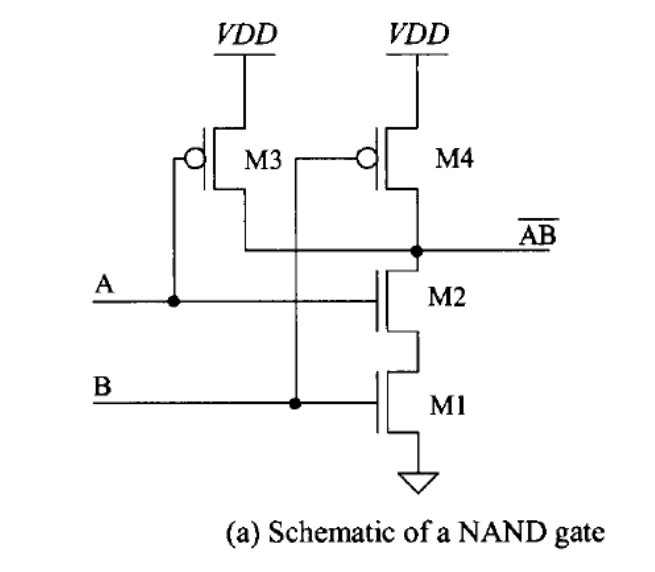 VDD VDD
M3 M4
AB
A
M2
B
M1
(a) Schematic of a NAND gate